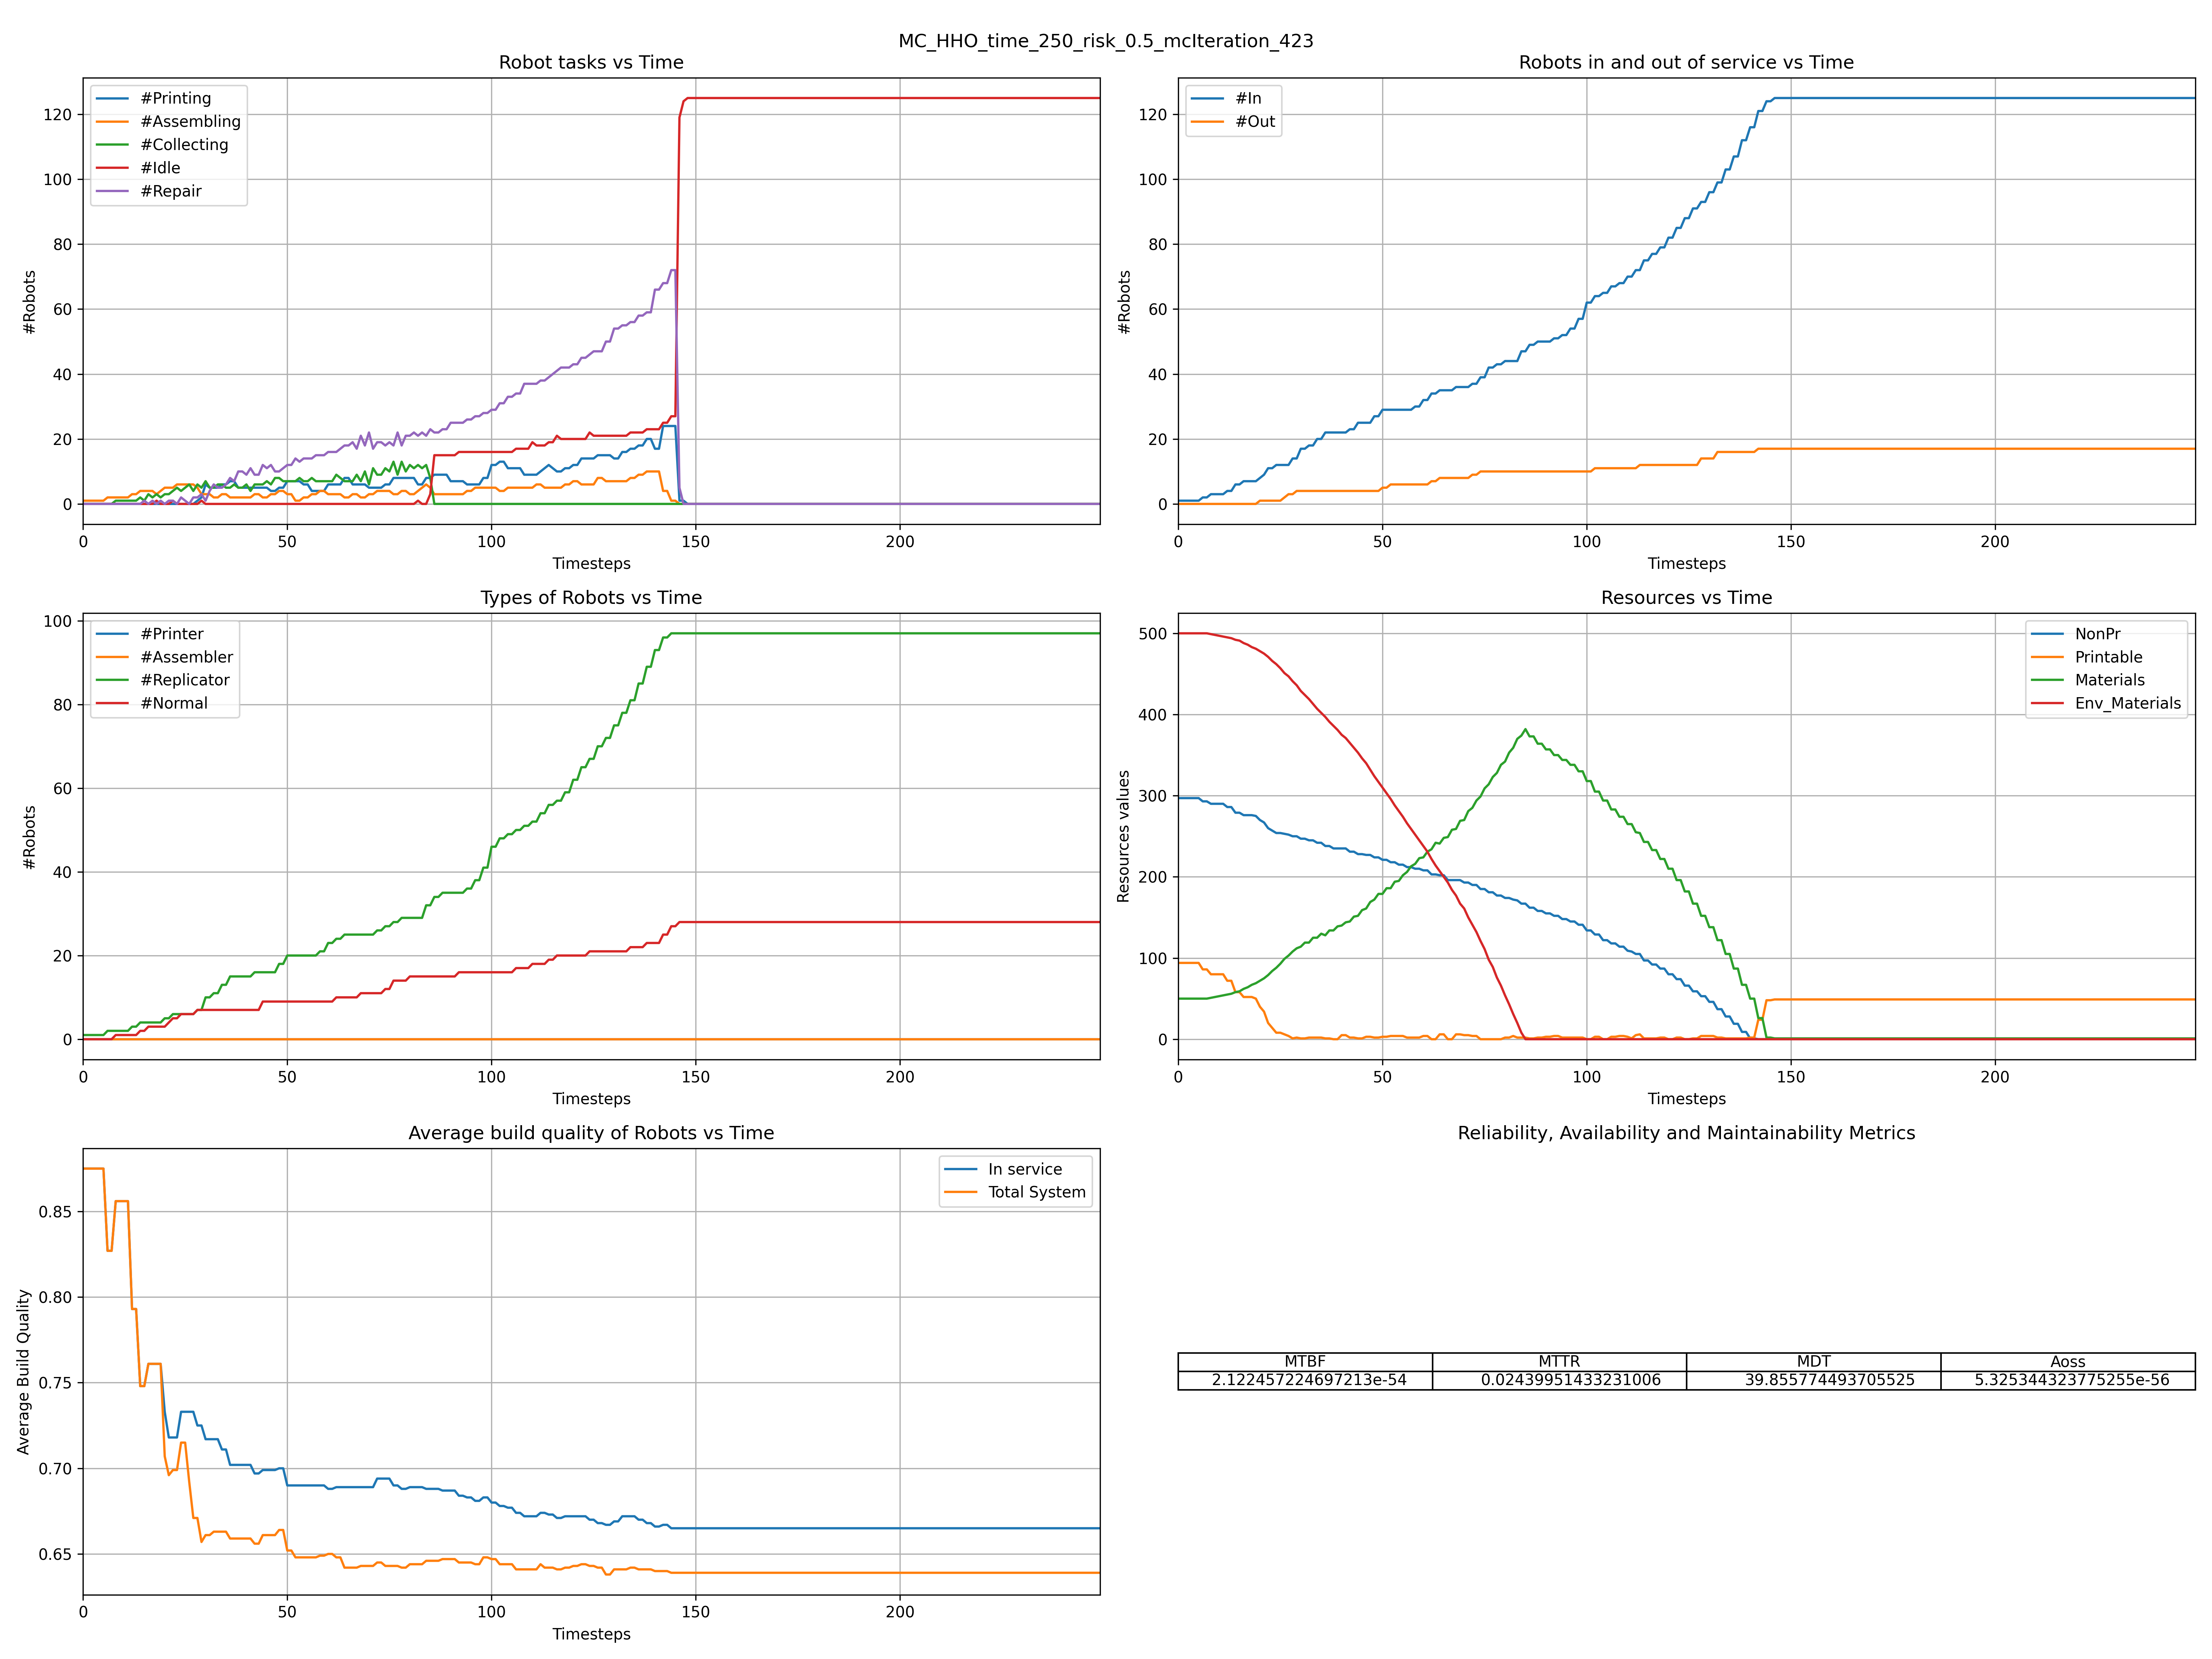 MC_HHO_time_250_risk_0.5_mcIteration_423
Robot tasks vs Time
#Printing
#Assembling
#Collecting
#Idle
#Repair
#Robots
120
100
80
60
40
20
0
0 50 100 150 200
Timesteps
Robots in and out of service vs Time
#In
#Out
#Robots
120
100
80
60
40
20
0
0 50 100 150 200
Timesteps
Types of Robots vs Time
#Printer
#Assembler
#Replicator
#Normal
#Robots
100
80
60
40
20
0
0 50 100 150 200
Timesteps
Resources vs Time
NonPr
Printable
Materials
Env_Materials
Resources values
500
400
300
200
100
0
0 50 100 150 200
Timesteps
Average build quality of Robots vs Time
In service
Total System
Average Build Quality
0.85
0.80
0.75
0.70
0.65
0 50 100 150 200
Timesteps
Reliability, Availability and Maintainability Metrics
MTBF MTTR MDT Aoss
2.122457224697213e-54 0.02439951433231006 39.855774493705525 5.325344323775255e-56